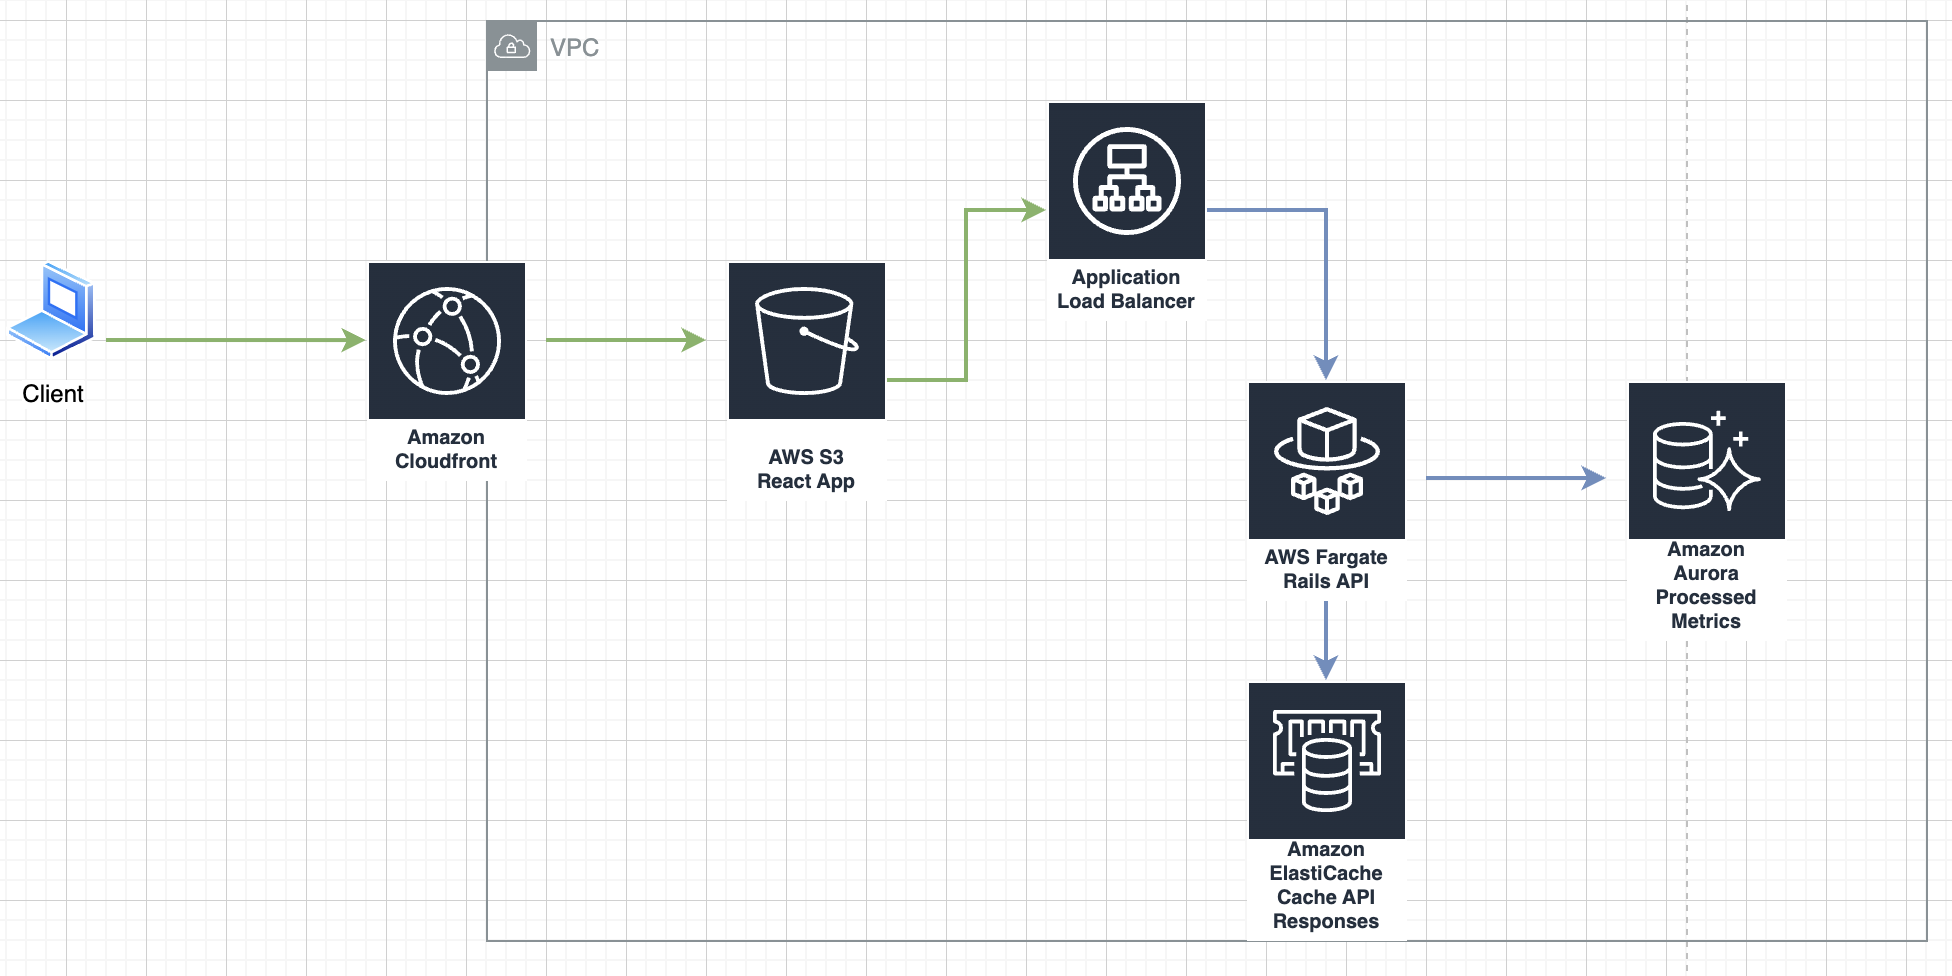 VPC
Client
Amazon
Cloudfront
AWS S3
React App
Application
Load Balancer
AWS Fargate
Rails API
Amazon
Aurora
Processed
Metrics
Amazon
ElastiCache
Cache API
Responses